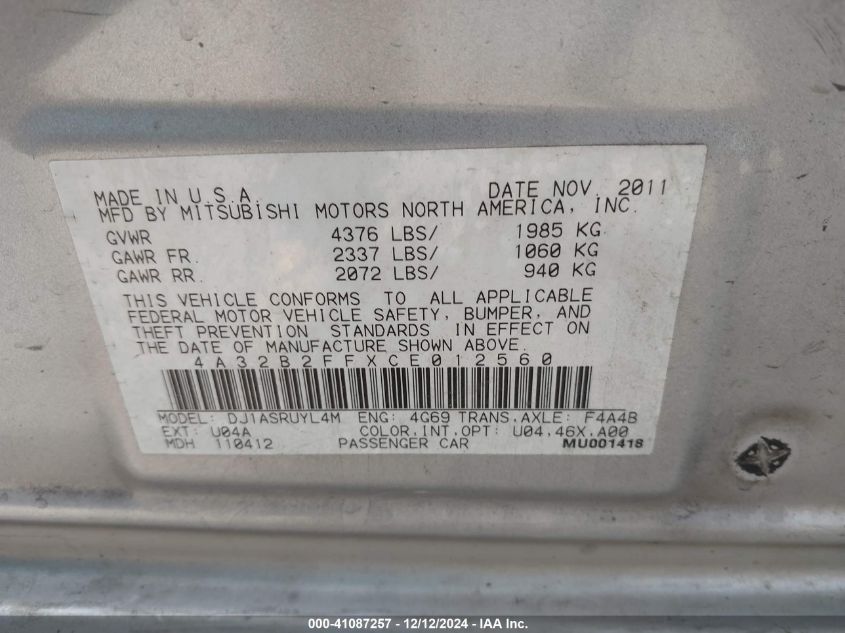 MADE IN U.S.A. DATE NOV. 2011
MFD BY MITSUBISHI MOTORS NORTH AMERICA, INC.
GVWR 4376 LBS/ 1985 KG
GAWR FR. 2337 LBS/ 1060 KG
GAWR RR. 2072 LBS/ 940 KG
THIS VEHICLE CONFORMS TO ALL APPLICABLE
FEDERAL MOTOR VEHICLE SAFETY, BUMPER, AND
THEFT PREVENTION STANDARDS IN EFFECT ON
THE DATE OF MANUFACTURE SHOWN ABOVE.
4A32B2FFXCE012560
MODEL: DJ1ASRUYL4M ENG: 4G69 TRANS.AXLE: F4A4B
EXT: U04A COLOR,INT,OPT: U04,46X,A00
MDH 110412 PASSENGER CAR MU001418
000-41087257 - 12/12/2024 - IAA Inc.